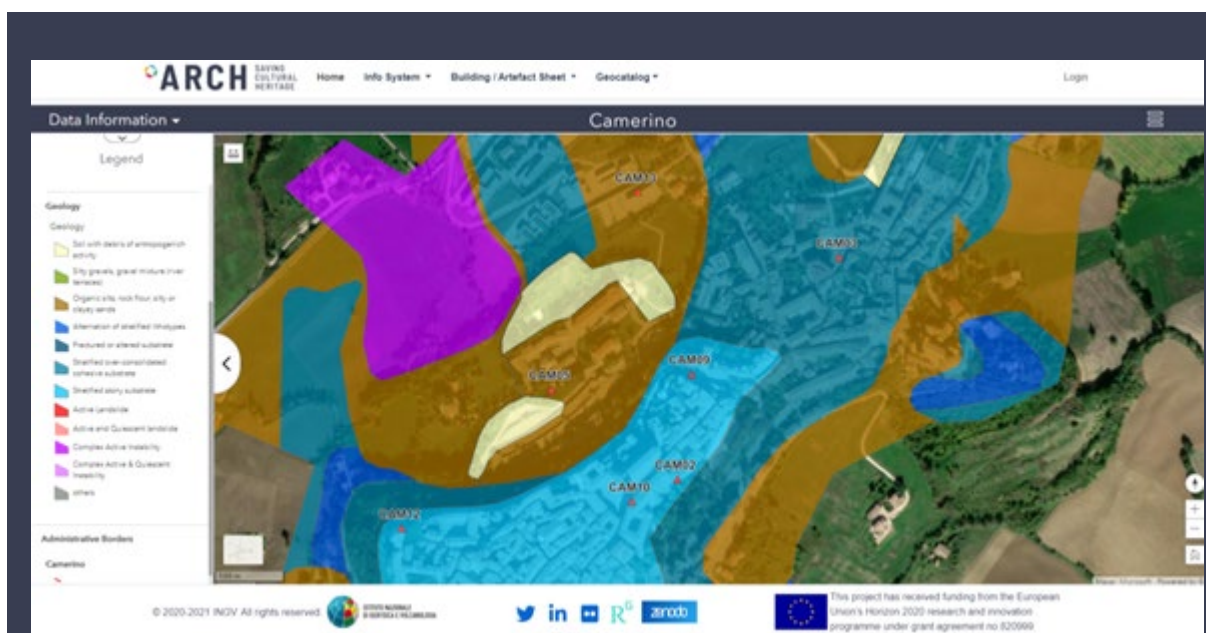 ARCH SAVING CULTURAL HERITAGE
Home Info System Building / Artefact Sheet Geocatalog Login
Data Information
Camerino
Legend
Geology
Geology
Soil with debris of antropogenich
activity
Silty gravels, gravel mixture (river
terraces)
Organic silts, rock flour silty or
clayey sands
Alternation of stratified lithotypes
Fractured or altered substrate
Stratified over-consolidated
cohesive substrate
Stratified stony substrate
Active Landslide
Active and Quiescent landslide
Complex Active Instability
Complex Active & Quiescent
Instability
others
Administrative Borders
Camerino
CAM13
CAM03
CAM09
CAM05
CAM02
CAM10
CAM12
© 2020-2021 INGV All rights reserved
ISTITUTO NAZIONALE
DI GEOFISICA E VULCANOLOGIA
in
RG
zenodo
This project has received funding from the European
Union's Horizon 2020 research and innovation
programme under grant agreement no 820999